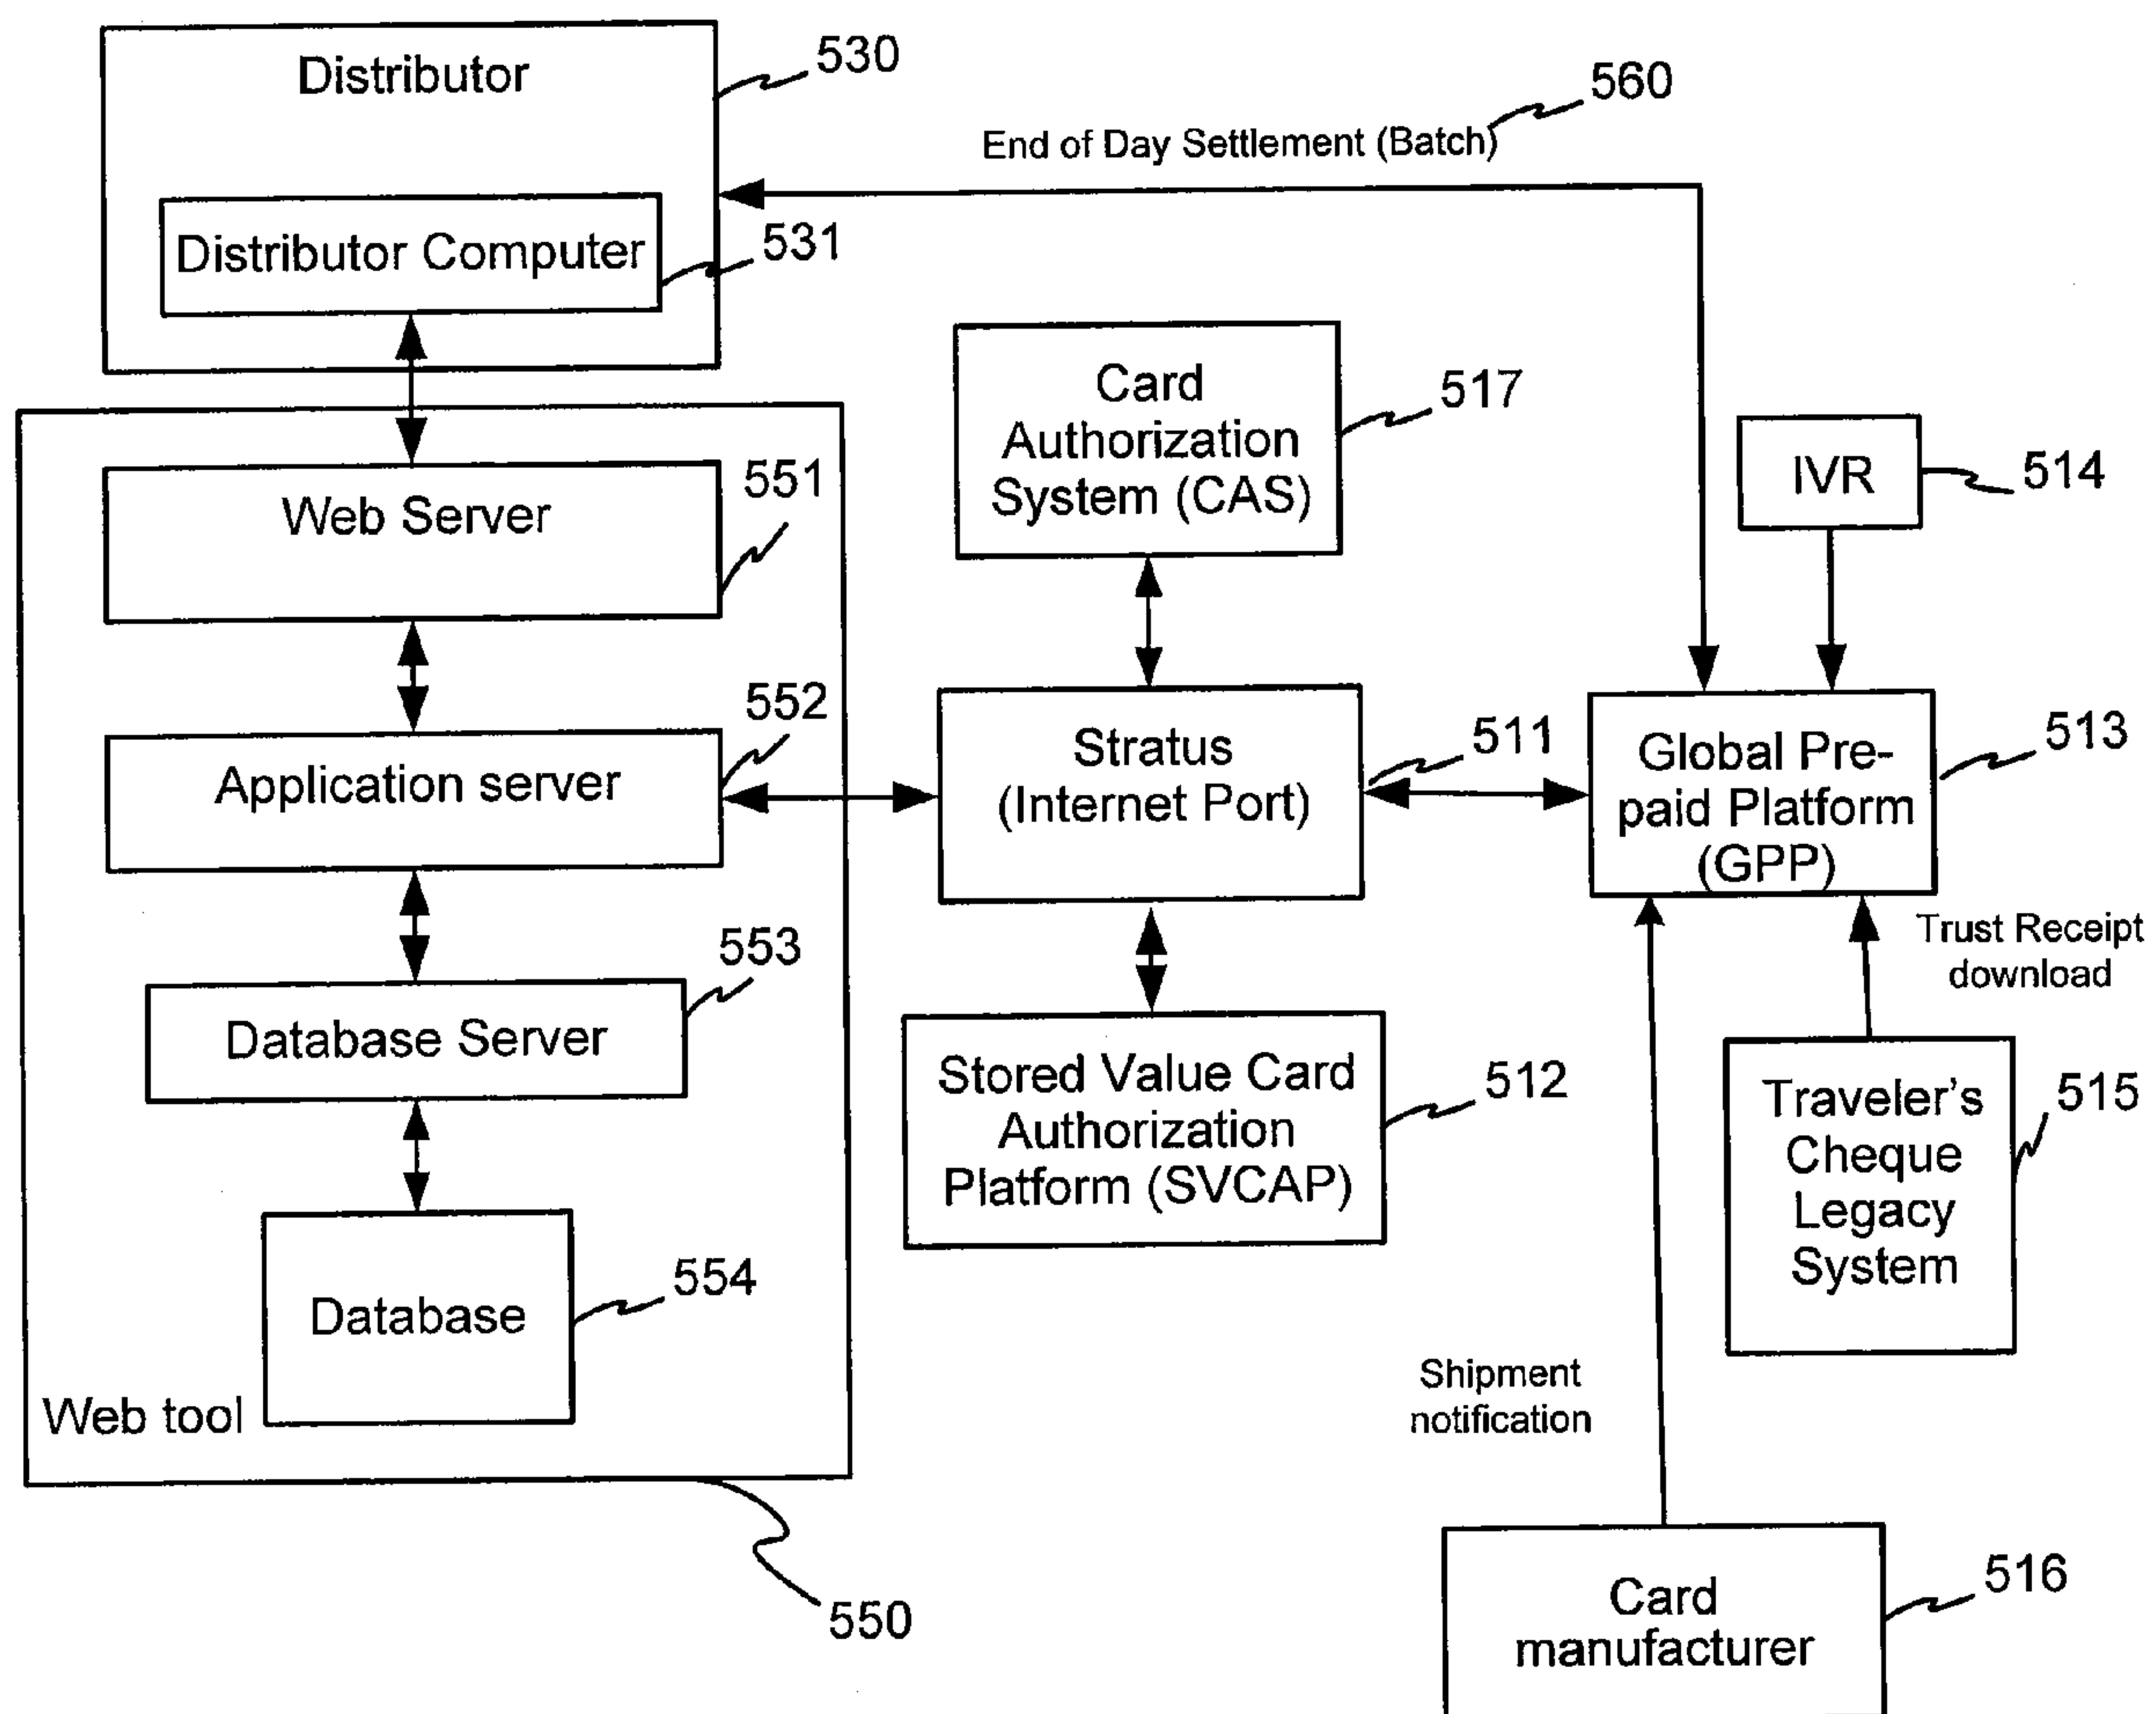 Distributor
530
560
End of Day Settlement (Batch)
Distributor Computer
531
Card
Authorization
System (CAS)
517
IVR
514
Web Server
551
552
Application server
Stratus
(Internet Port)
511
Global Pre-
paid Platform
(GPP)
513
Trust Receipt
download
553
Database Server
Stored Value Card
Authorization
Platform (SVCAP)
512
Traveler's
Cheque
Legacy
System
515
Database
554
Web tool
Shipment
notification
550
Card
manufacturer
516